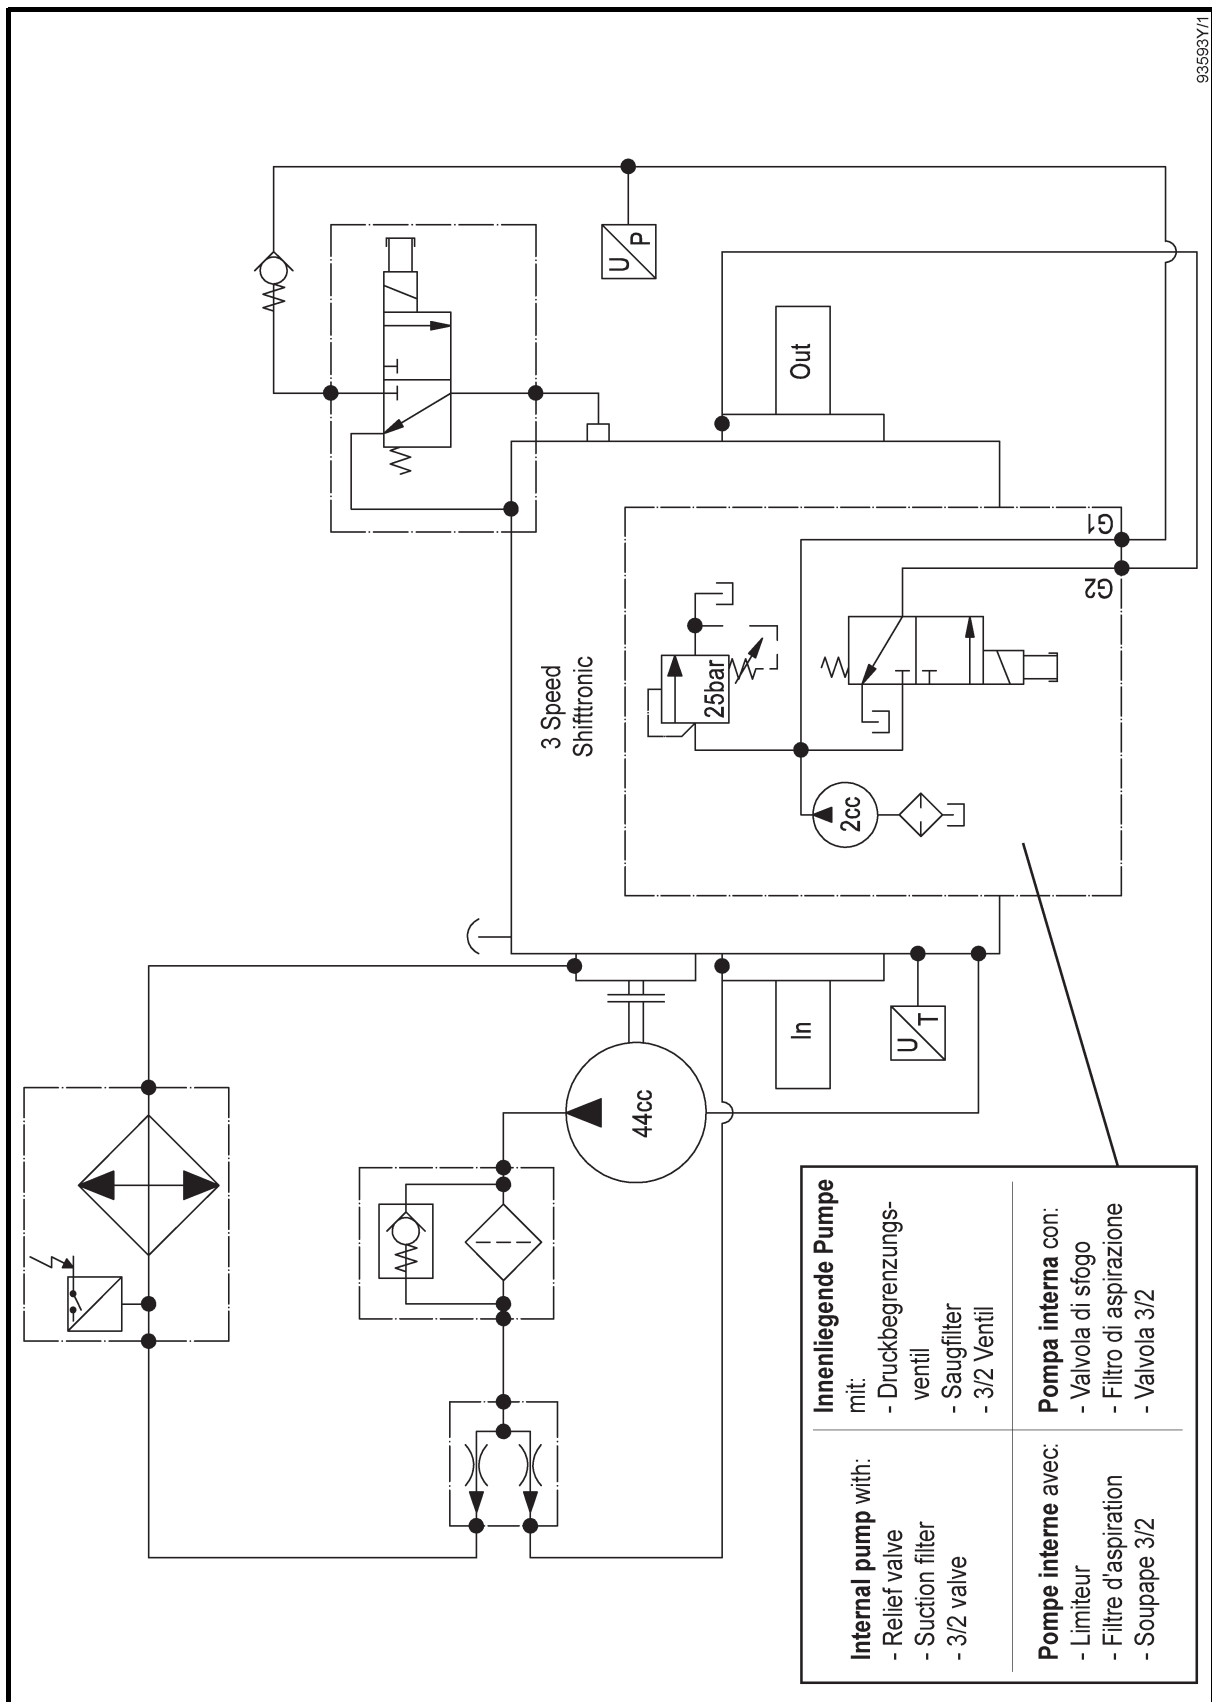 93593Y/1
U
P
Out
G1
G2
3 Speed
Shifttronic
25bar
2cc
In
U
T
44cc
Internal pump with:
- Relief valve
- Suction filter
- 3/2 valve
Innenliegende Pumpe
mit:
- Druckbegrenzungs-
ventil
- Saugfilter
- 3/2 Ventil
Pompe interne avec:
- Limiteur
- Filtre d'aspiration
- Soupape 3/2
Pompa interna con:
- Valvola di sfogo
- Filtro di aspirazione
- Valvola 3/2